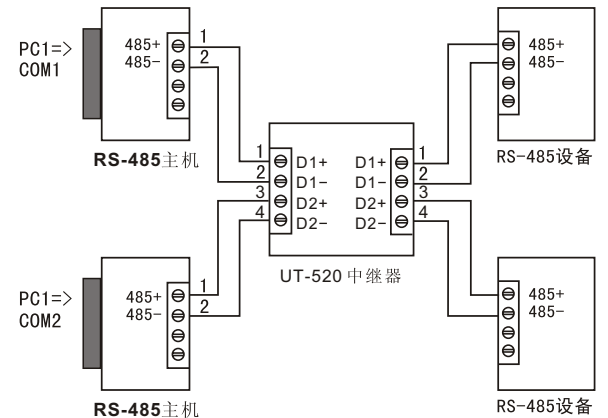 PC1=>
COM1
485+
485-
1
2
RS-485主机
485+
485-
RS-485设备
1
2
3
4
D1+
D1-
D2+
D2-
D1+
D1-
D2+
D2-
1
2
3
4
UT-520 中继器
PC1=>
COM2
485+
485-
1
2
RS-485主机
485+
485-
RS-485设备